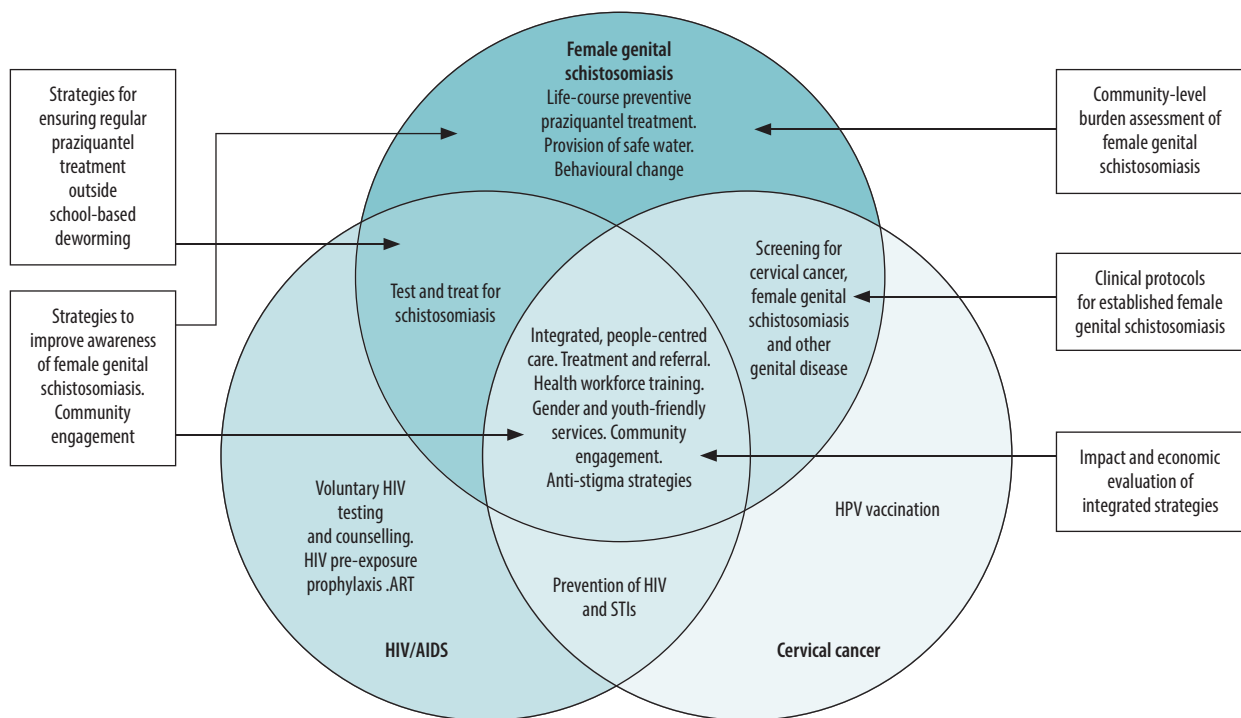 Female genital
schistosomiasis
Life-course preventive
praziquantel treatment.
Provision of safe water.
Behavioural change
Strategies for
ensuring regular
praziquantel
treatment
outside
school-based
deworming
Strategies to
improve awareness
of female genital
schistosomiasis.
Community
engagement
Test and treat for
schistosomiasis
Integrated, people-centred
care. Treatment and referral.
Health workforce training.
Gender and youth-friendly
services. Community
engagement.
Anti-stigma strategies
Screening for
cervical cancer,
female genital
schistosomiasis
and other
genital disease
Community-level
burden assessment of
female genital
schistosomiasis
Clinical protocols
for established female
genital schistosomiasis
Impact and economic
evaluation of
integrated strategies
Voluntary HIV
testing
and counselling.
HIV pre-exposure
prophylaxis .ART
HIV/AIDS
Prevention of HIV
and STIs
HPV vaccination
Cervical cancer